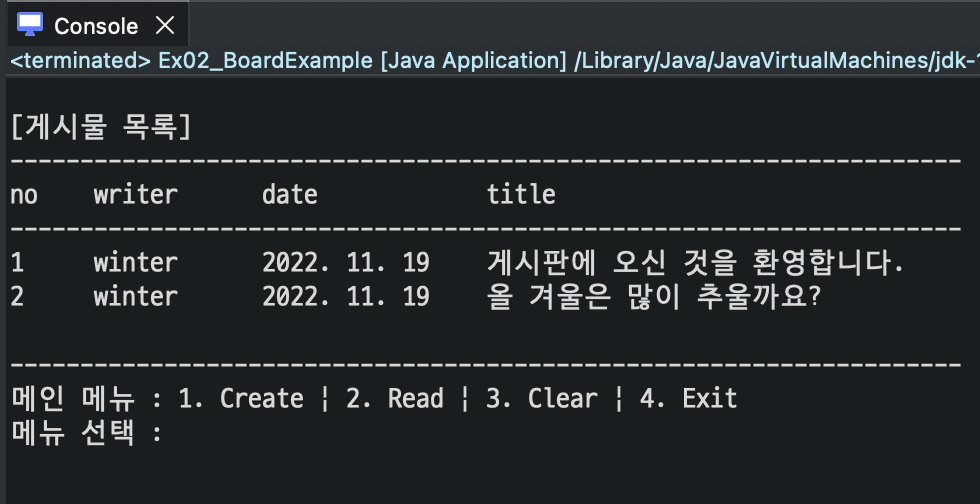 Console
<terminated> Ex02_BoardExample [Java Application] /Library/Java/JavaVirtualMachines/jdk-
[게시물 목록]
--------------------------------------------------------------------
no writer date title
--------------------------------------------------------------------
1 winter 2022. 11. 19 게시판에 오신 것을 환영합니다.
2 winter 2022. 11. 19 올 겨울은 많이 추울까요?
--------------------------------------------------------------------
메인 메뉴 : 1. Create ¦ 2. Read ¦ 3. Clear ¦ 4. Exit
메뉴 선택 :